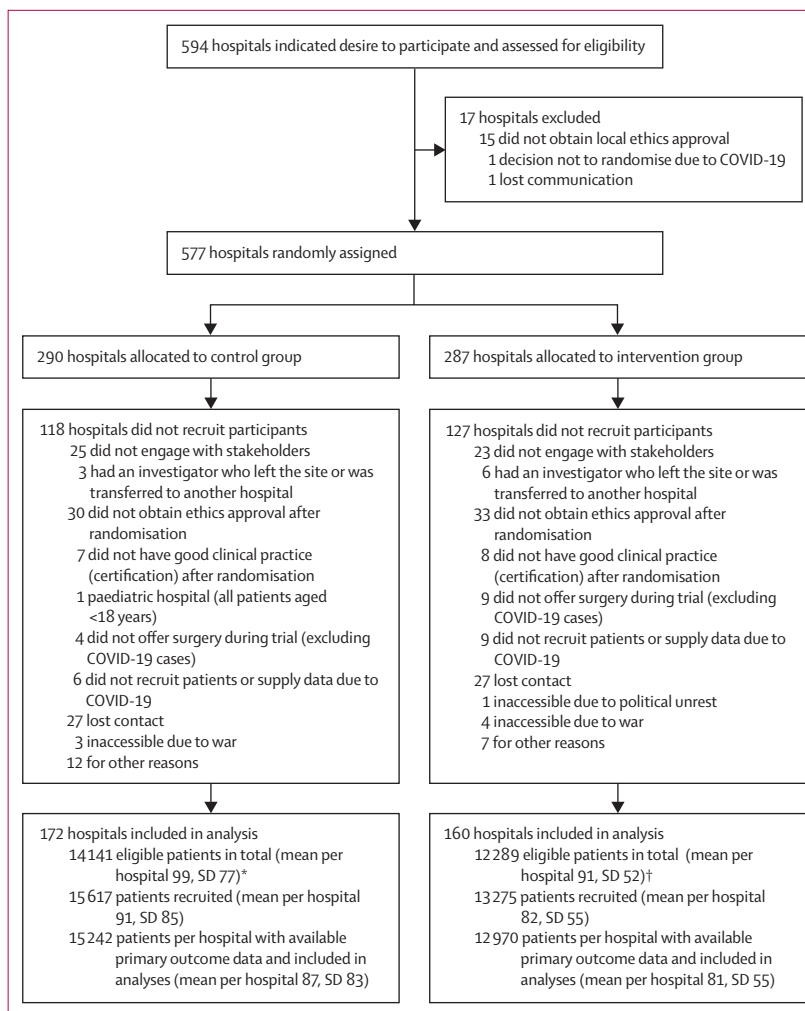 594 hospitals indicated desire to participate and assessed for eligibility
17 hospitals excluded
15 did not obtain local ethics approval
1 decision not to randomise due to COVID-19
1 lost communication
577 hospitals randomly assigned
290 hospitals allocated to control group
287 hospitals allocated to intervention group
118 hospitals did not recruit participants
25 did not engage with stakeholders
3 had an investigator who left the site or was
transferred to another hospital
30 did not obtain ethics approval after
randomisation
7 did not have good clinical practice
(certification) after randomisation
1 paediatric hospital (all patients aged
<18 years)
4 did not offer surgery during trial (excluding
COVID-19 cases)
6 did not recruit patients or supply data due to
COVID-19
27 lost contact
3 inaccessible due to war
12 for other reasons
127 hospitals did not recruit participants
23 did not engage with stakeholders
6 had an investigator who left the site or was
transferred to another hospital
33 did not obtain ethics approval after
randomisation
8 did not have good clinical practice
(certification) after randomisation
9 did not offer surgery during trial (excluding
COVID-19 cases)
9 did not recruit patients or supply data due to
COVID-19
27 lost contact
1 inaccessible due to political unrest
4 inaccessible due to war
7 for other reasons
172 hospitals included in analysis
14 141 eligible patients in total (mean per
hospital 99, SD 77)*
15 617 patients recruited (mean per hospital
91, SD 85)
15 242 patients per hospital with available
primary outcome data and included in
analyses (mean per hospital 87, SD 83)
160 hospitals included in analysis
12 289 eligible patients in total (mean per
hospital 91, SD 52)†
13 275 patients recruited (mean per hospital
82, SD 55)
12 970 patients per hospital with available
primary outcome data and included in
analyses (mean per hospital 81, SD 55)